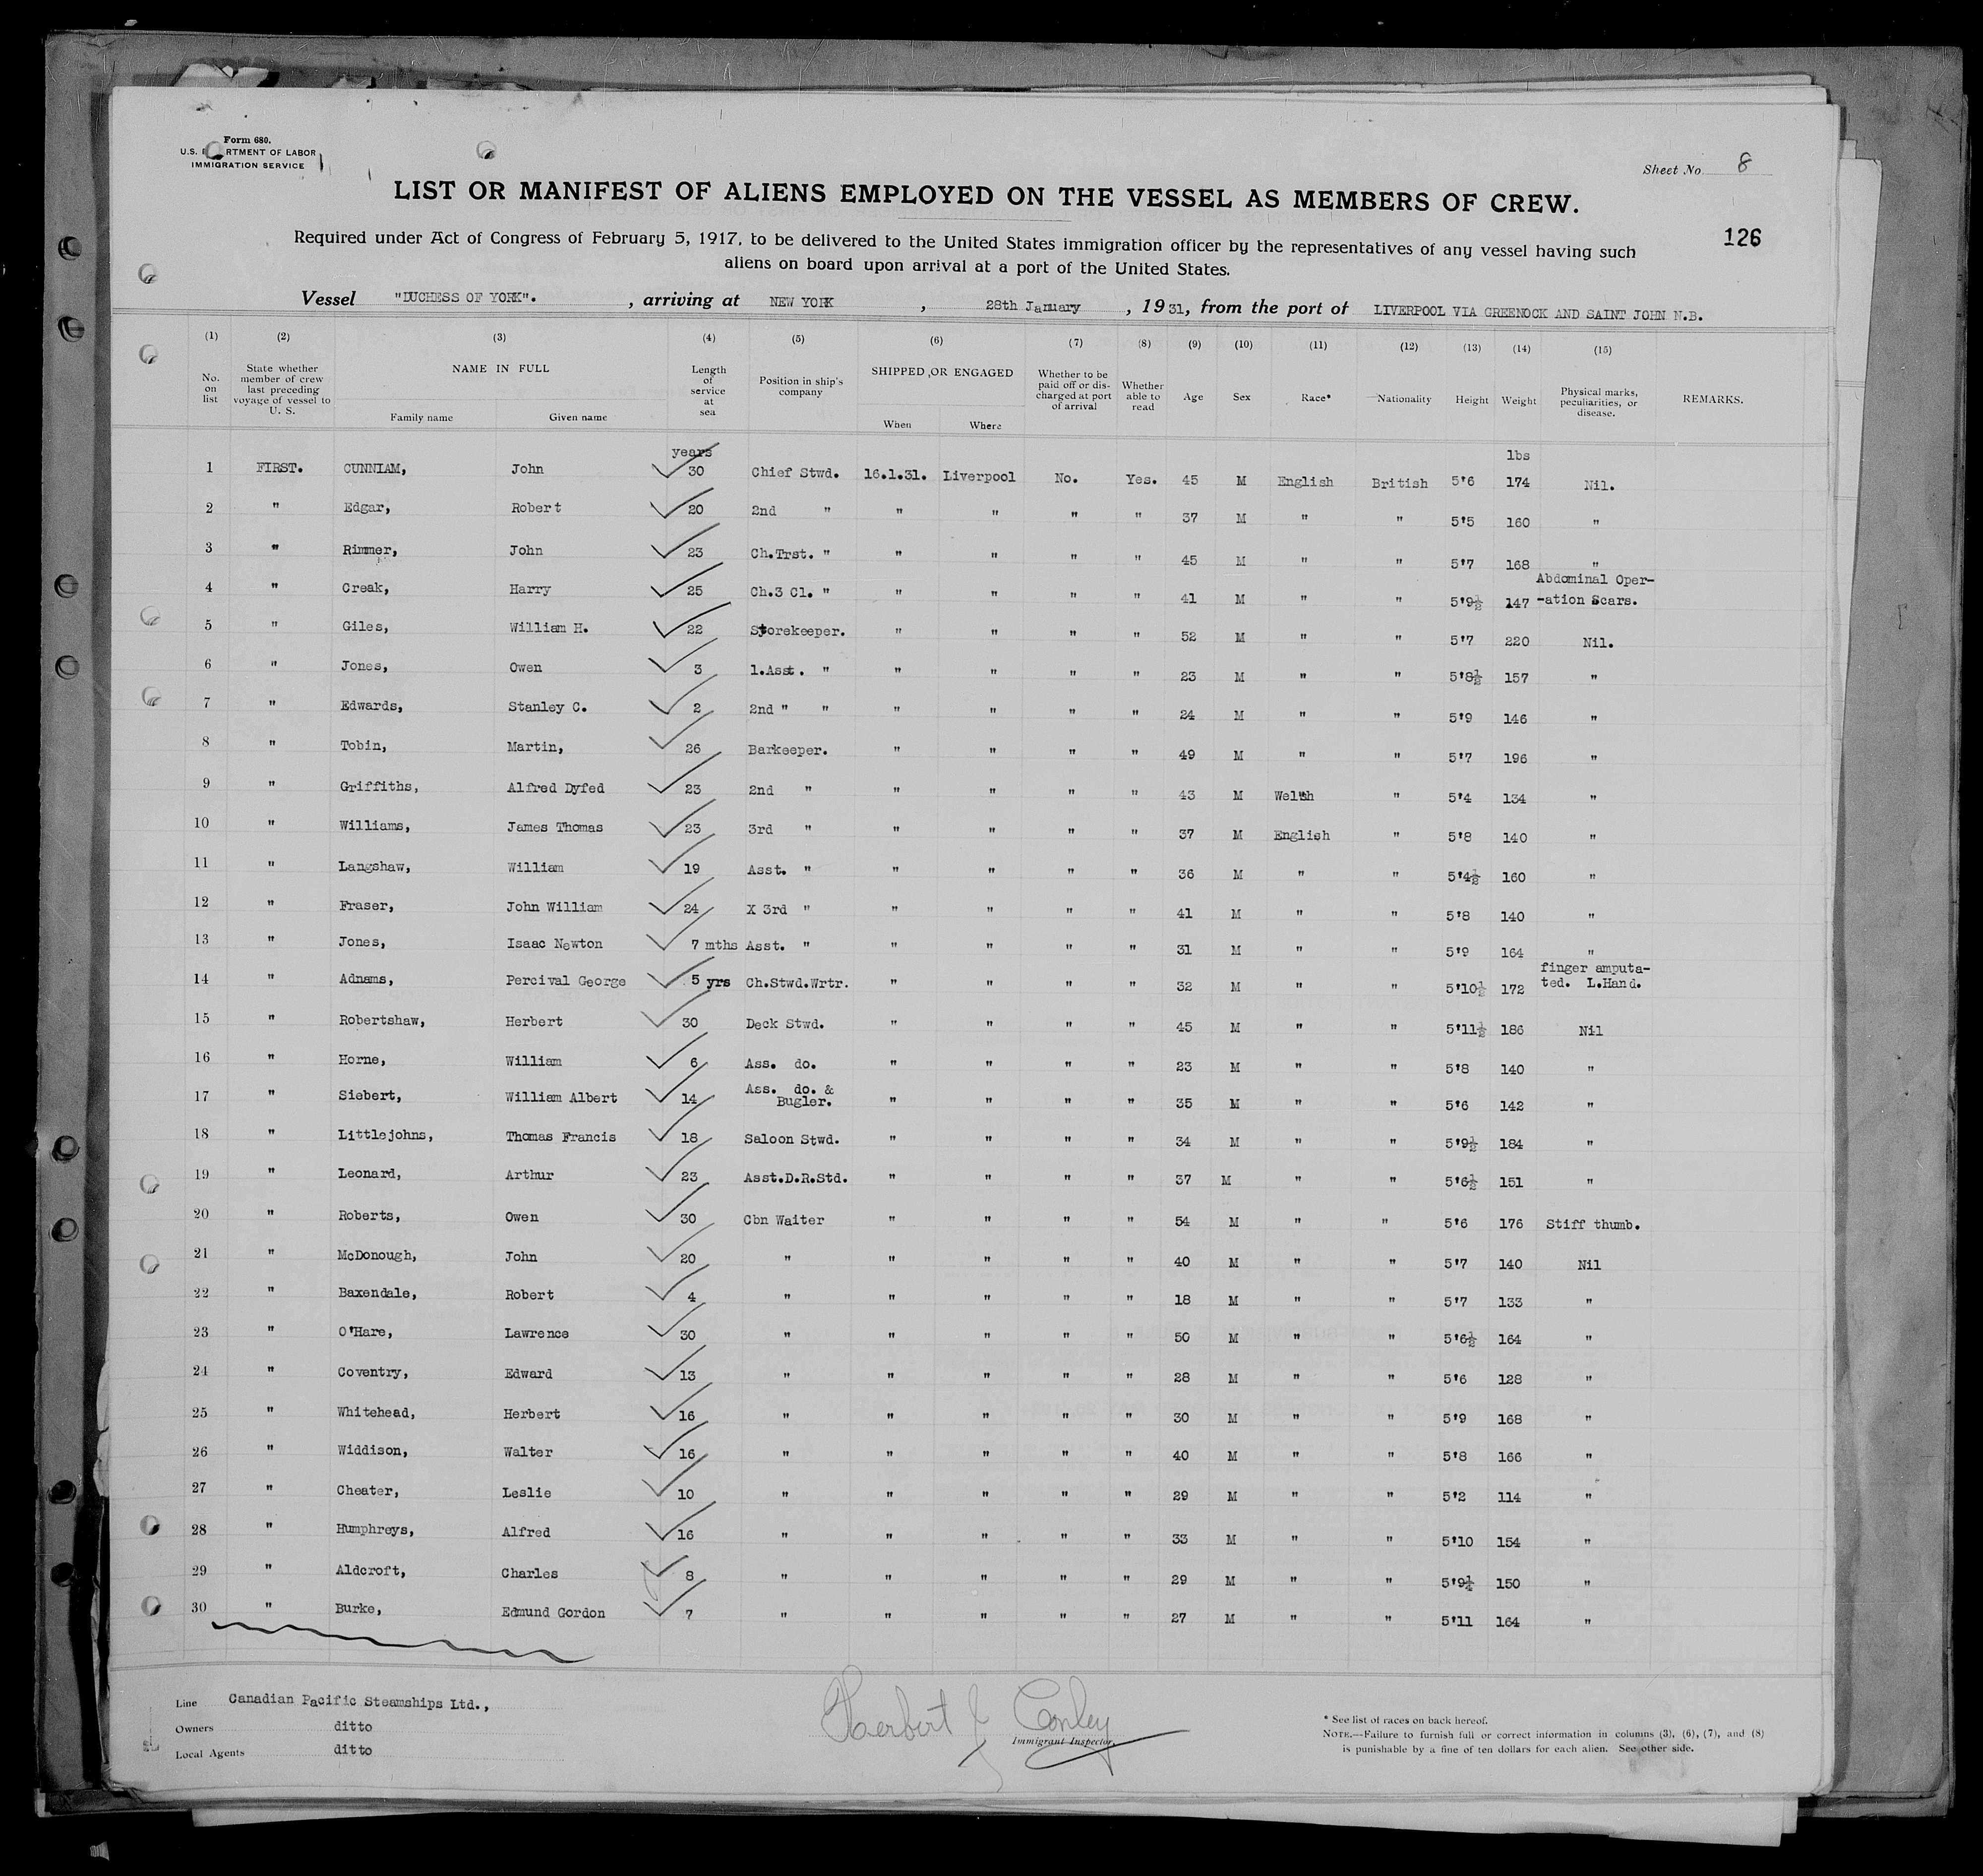 Form 680.
U.S. RTMENT OF LABOR
IMMIGRATION SERVICE
Sheet No. 8
LIST OR MANIFEST OF ALIENS EMPLOYED ON THE VESSEL AS MEMBERS OF CREW.
126
Required under Act of Congress of February 5, 1917, to be delivered to the United States immigration officer by the representatives of any vessel having such
aliens on board upon arrival at a port of the United States.
Vessel "DUCHESS OF YORK". , arriving at NEW YORK , 28th January , 1931, from the port of LIVERPOOL VIA GREENOCK AND SAINT JOHN N.B.
(1) (2) (3) (4) (5) (6) (7) (8) (9) (10) (11) (12) (13) (14) (15)
No. on list State whether member of crew last preceding voyage of vessel to U. S. NAME IN FULL Family name Given name Length of service at sea Position in ship's company SHIPPED OR ENGAGED When Where Whether to be paid off or discharged at port of arrival Whether able to read Age Sex Race* Nationality Height Weight Physical marks, peculiarities, or disease. REMARKS.
years lbs
1 FIRST. CUNNIAM, John 30 Chief Stwd. 16.1.31. Liverpool No. Yes. 45 M English British 5'6 174 Nil.
2 " Edgar, Robert 20 2nd " " " " " 37 M " " 5'5 160 "
3 " Rimmer, John 23 Ch.Trst. " " " " " 45 M " " 5'7 168 "
4 " Creak, Harry 25 Ch.3 Cl. " " " " " 41 M " " 5'9½ 147 Abdominal Oper-
-ation Scars.
5 " Giles, William H. 22 Storekeeper. " " " " 52 M " " 5'7 220 Nil.
6 " Jones, Owen 3 1.Asst. " " " " " 23 M " " 5'8½ 157 "
7 " Edwards, Stanley C. 2 2nd " " " " " " 24 M " " 5'9 146 "
8 " Tobin, Martin, 26 Barkeeper. " " " " 49 M " " 5'7 196 "
9 " Griffiths, Alfred Dyfed 23 2nd " " " " " 43 M Welsh " 5'4 134 "
10 " Williams, James Thomas 23 3rd " " " " " 37 M English " 5'8 140 "
11 " Langshaw, William 19 Asst. " " " " " 36 M " " 5'4½ 160 "
12 " Fraser, John William 24 X 3rd " " " " " 41 M " " 5'8 140 "
13 " Jones, Isaac Newton 7 mths Asst. " " " " " 31 M " " 5'9 164 "
14 " Adnams, Percival George 5 yrs Ch.Stwd.Wrtr. " " " " 32 M " " 5'10½ 172 finger amputa-
ted. L.Hand.
15 " Robertshaw, Herbert 30 Deck Stwd. " " " " 45 M " " 5'11½ 186 Nil
16 " Horne, William 6 Ass. do. " " " " 23 M " " 5'8 140 "
17 " Siebert, William Albert 14 Ass. do. & Bugler. " " " " 35 M " " 5'6 142 "
18 " Littlejohns, Thomas Francis 18 Saloon Stwd. " " " " 34 M " " 5'9½ 184 "
19 " Leonard, Arthur 23 Asst.D.R.Std. " " " " 37 M " " 5'6½ 151 "
20 " Roberts, Owen 30 Cbn Waiter " " " " 54 M " " 5'6 176 Stiff thumb.
21 " McDonough, John 20 " " " " " 40 M " " 5'7 140 Nil
22 " Baxendale, Robert 4 " " " " " 18 M " " 5'7 133 "
23 " O'Hare, Lawrence 30 " " " " " 50 M " " 5'6½ 164 "
24 " Coventry, Edward 13 " " " " " 28 M " " 5'6 128 "
25 " Whitehead, Herbert 16 " " " " " 30 M " " 5'9 168 "
26 " Widdison, Walter 16 " " " " " 40 M " " 5'8 166 "
27 " Cheater, Leslie 10 " " " " " 29 M " " 5'2 114 "
28 " Humphreys, Alfred 16 " " " " " 33 M " " 5'10 154 "
29 " Aldcroft, Charles 8 " " " " " 29 M " " 5'9¼ 150 "
30 " Burke, Edmund Gordon 7 " " " " " 27 M " " 5'11 164 "
Line Canadian Pacific Steamships Ltd.,
Owners ditto
Local Agents ditto
Herbert J Conley
Immigrant Inspector.
* See list of races on back hereof.
NOTE.—Failure to furnish full or correct information in columns (3), (6), (7), and (8)
is punishable by a fine of ten dollars for each alien. See other side.